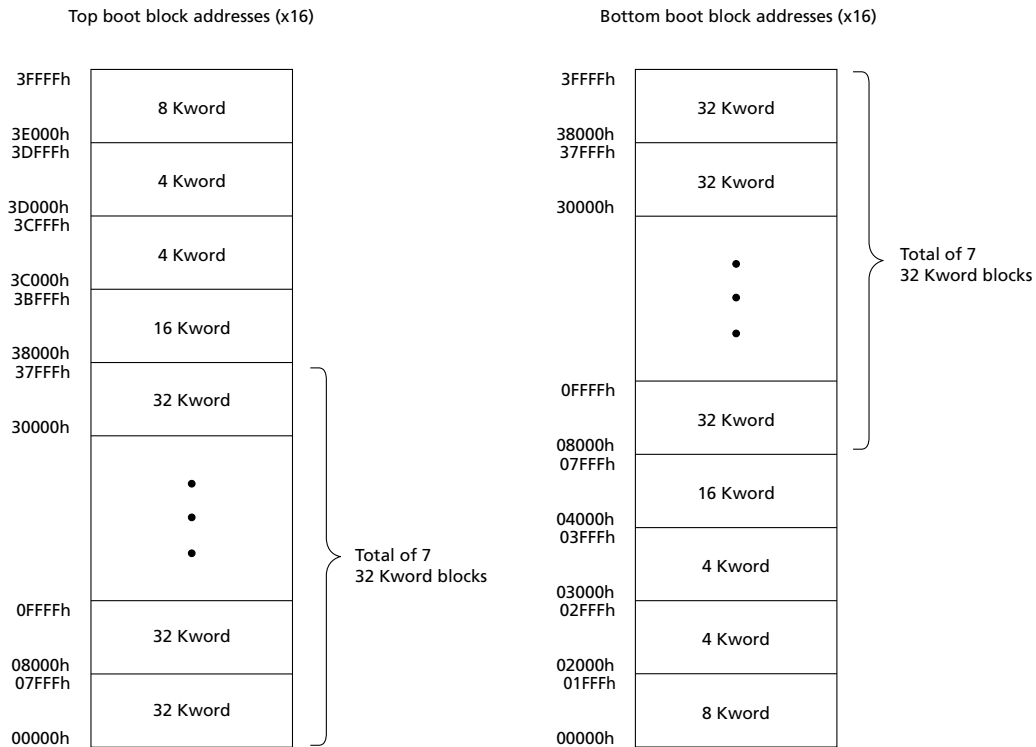 Top boot block addresses (x16)
3FFFFh
8 Kword
3E000h
3DFFFh
4 Kword
3D000h
3CFFFh
4 Kword
3C000h
3BFFFh
16 Kword
38000h
37FFFh
32 Kword
30000h
Total of 7
32 Kword blocks
0FFFFh
32 Kword
08000h
07FFFh
32 Kword
00000h
Bottom boot block addresses (x16)
3FFFFh
32 Kword
38000h
37FFFh
32 Kword
30000h
Total of 7
32 Kword blocks
0FFFFh
32 Kword
08000h
07FFFh
16 Kword
04000h
03FFFh
4 Kword
03000h
02FFFh
4 Kword
02000h
01FFFh
8 Kword
00000h